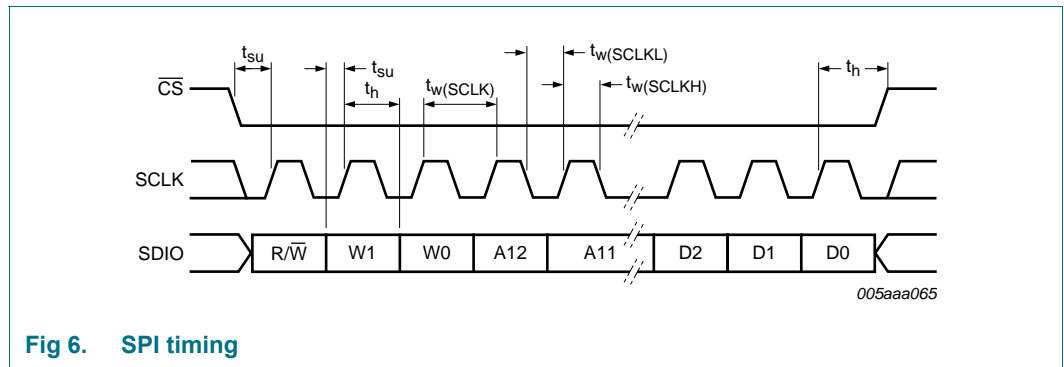 tsu
tsu
th
tw(SCLK)
tw(SCLKL)
tw(SCLKH)
th
CS
SCLK
SDIO
R/W
W1
W0
A12
A11
D2
D1
D0
005aaa065
Fig 6. SPI timing